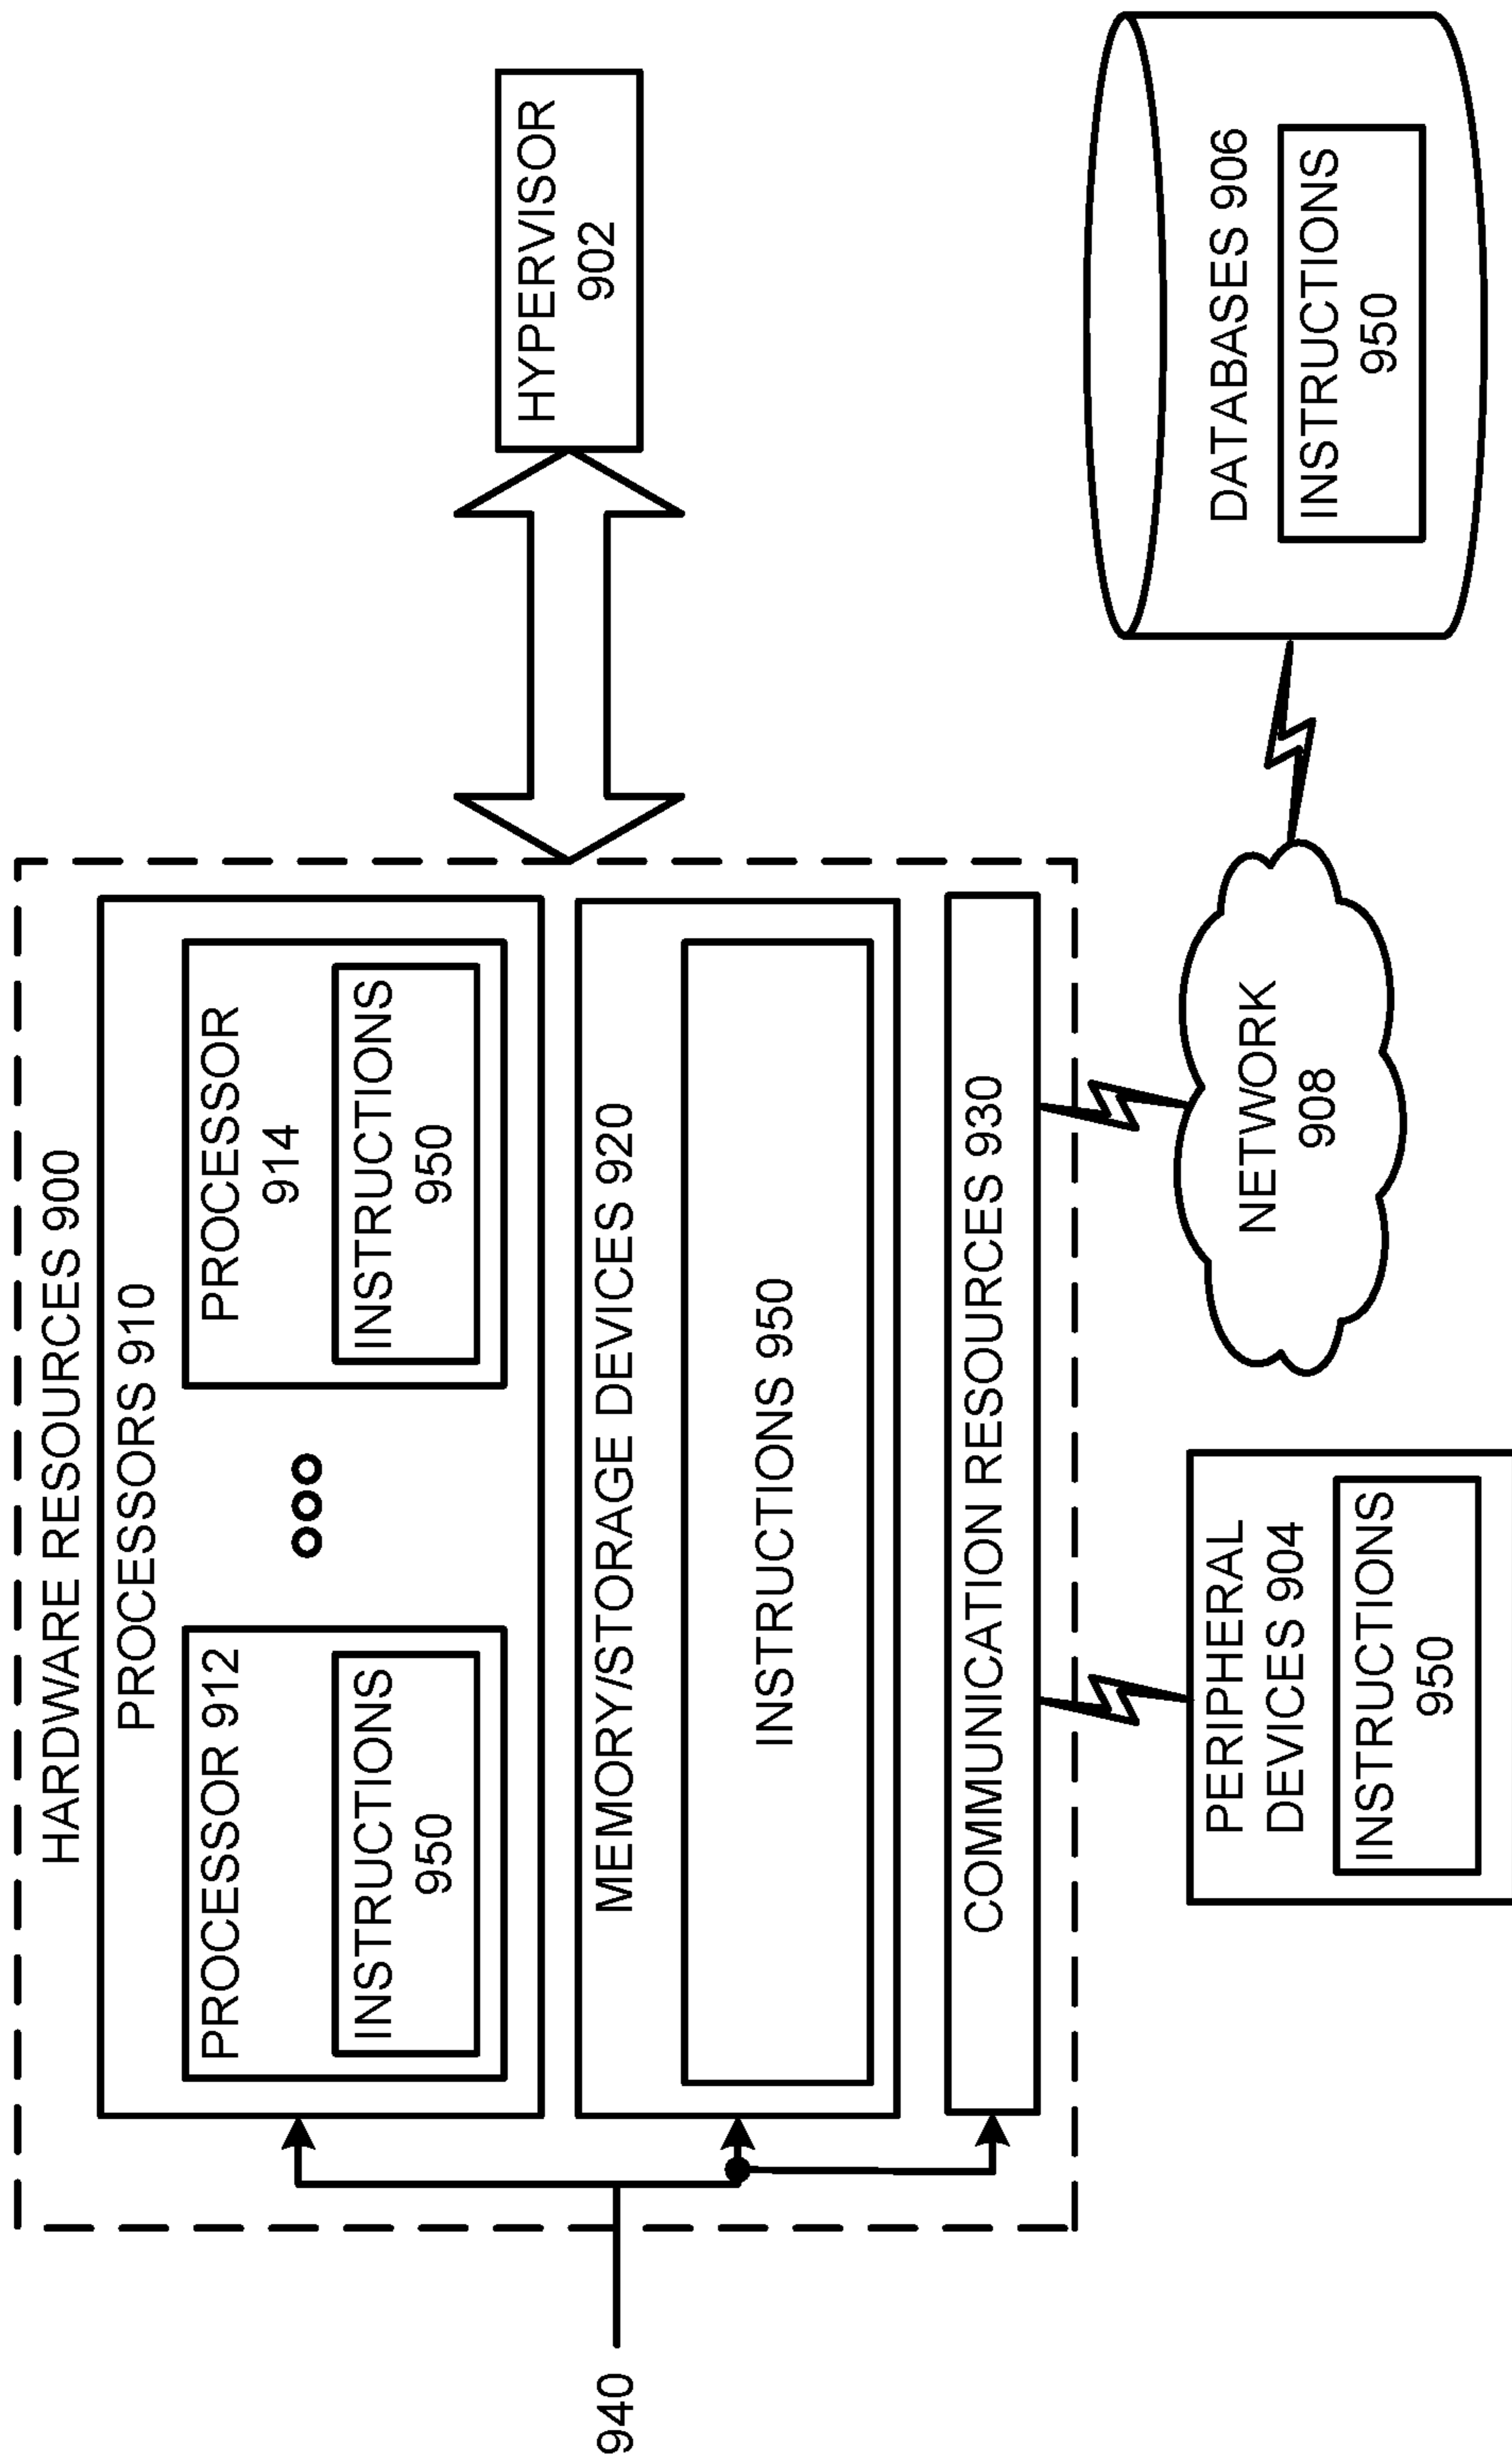 HARDWARE RESOURCES 900
PROCESSORS 910
PROCESSOR 912
INSTRUCTIONS
950
PROCESSOR
914
INSTRUCTIONS
950
MEMORY/STORAGE DEVICES 920
INSTRUCTIONS 950
COMMUNICATION RESOURCES 930
940
HYPERVISOR
902
PERIPHERAL
DEVICES 904
INSTRUCTIONS
950
NETWORK
908
DATABASES 906
INSTRUCTIONS
950